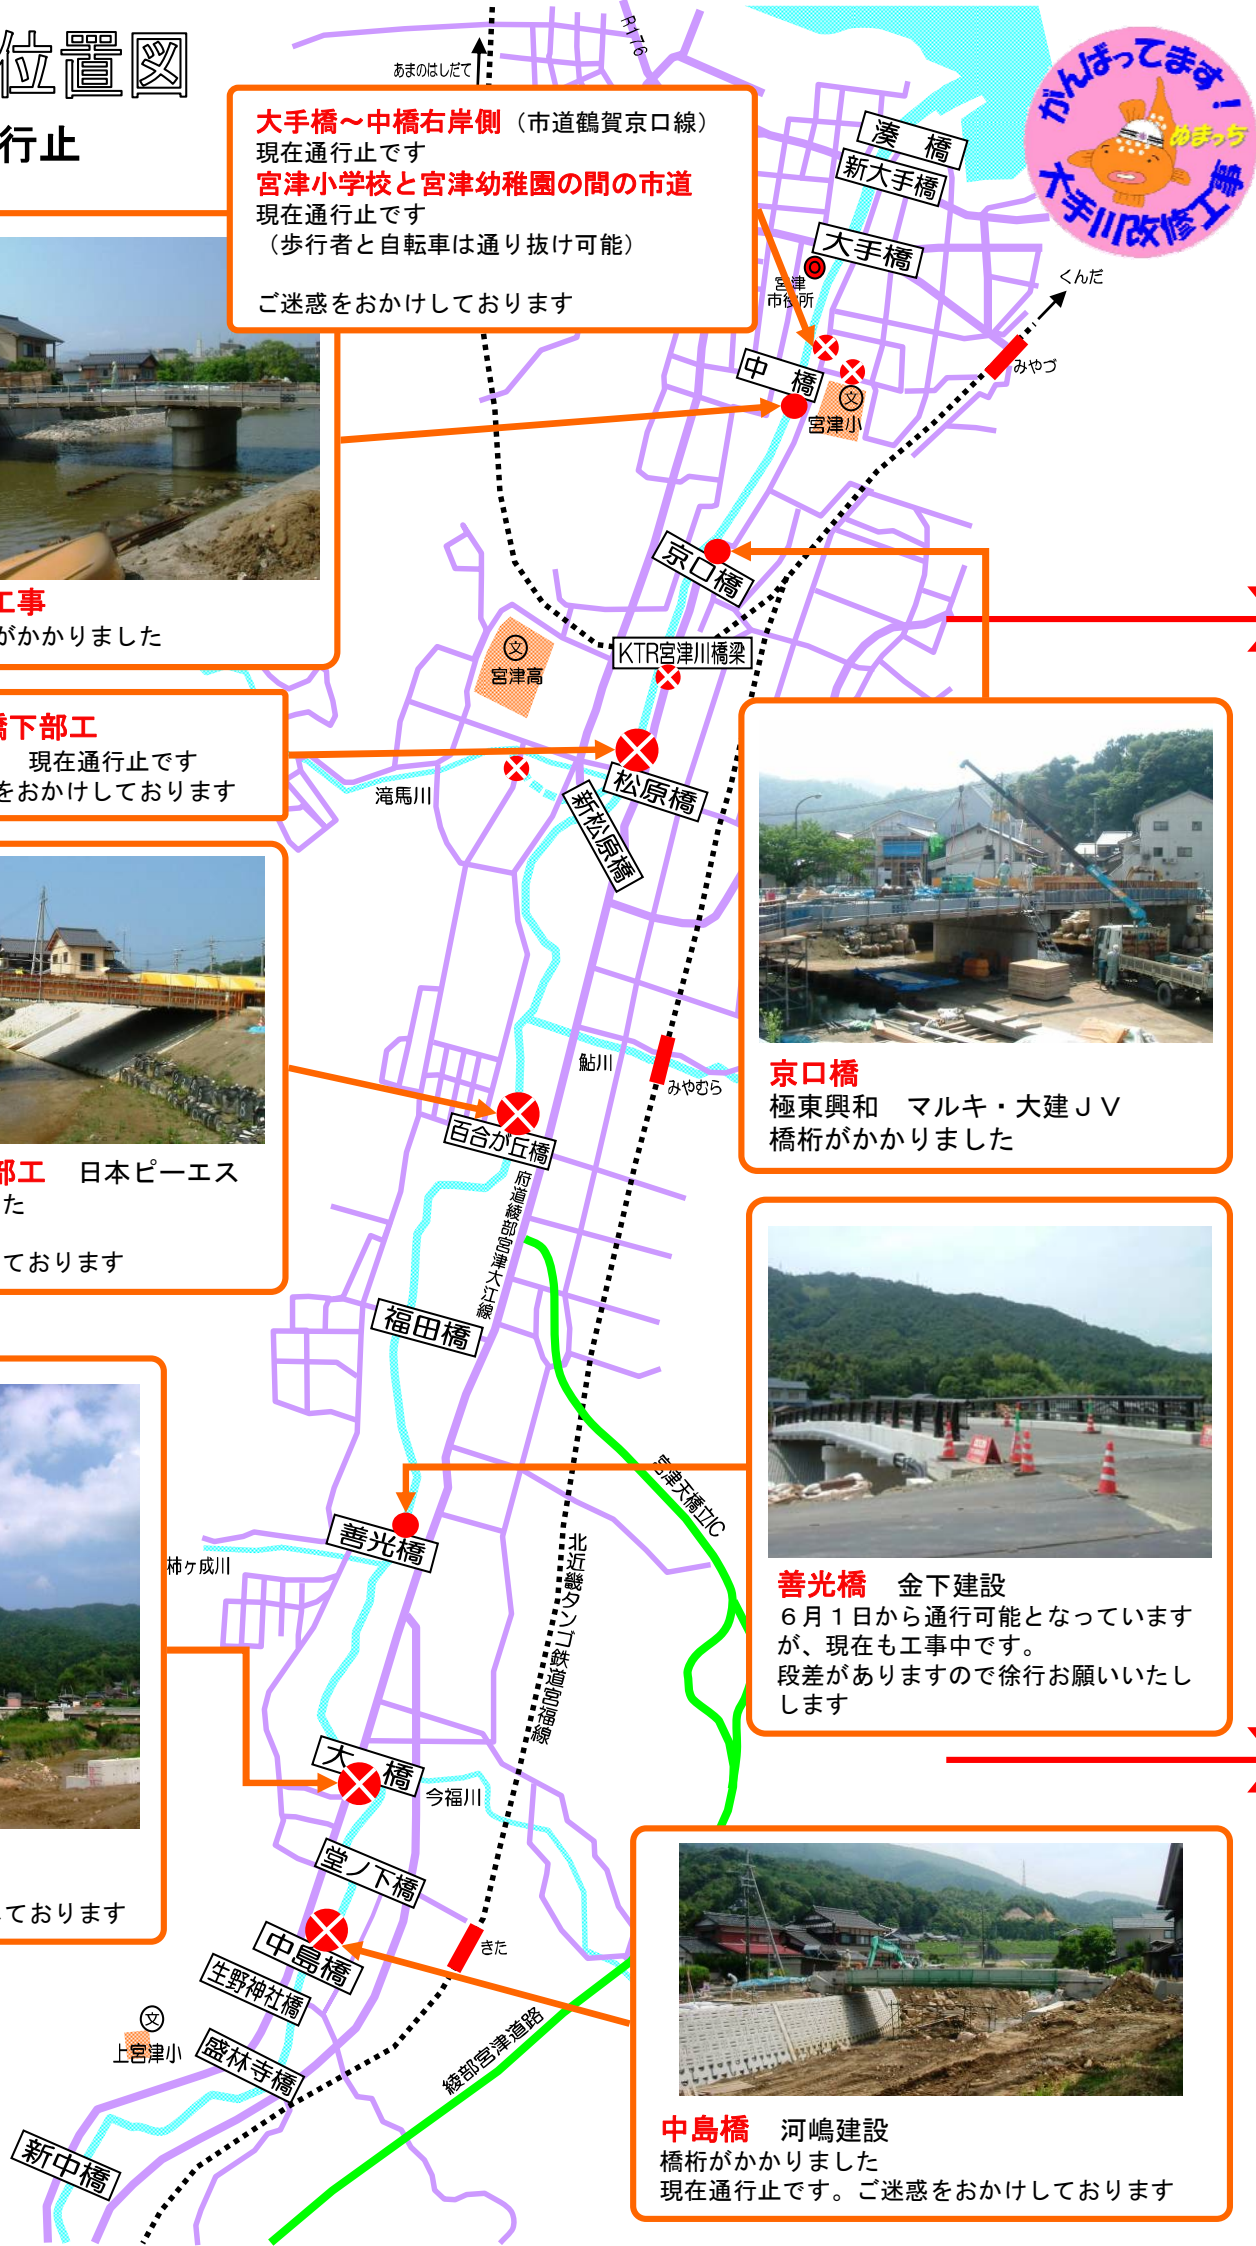 位置図
行止
あまのはしだて
R176
大手橋～中橋右岸側（市道鶴賀京口線）
現在通行止です
宮津小学校と宮津幼稚園の間の市道
現在通行止です
（歩行者と自転車は通り抜け可能）
ご迷惑をおかけしております
がんばってます！
ぬまっち
大手川改修工事
湊橋
新大手橋
大手橋
宮津
市役所
くんだ
みやづ
中橋
文
宮津小
工事
がかかりました
京口橋
文
宮津高
KTR宮津川橋梁
橋下部工
現在通行止です
をおかけしております
滝馬川
松原橋
新松原橋
鮎川
みやむら
京口橋
極東興和　マルキ・大建ＪＶ
橋桁がかかりました
百合が丘橋
部工　日本ピーエス
た
ております
府道綾部宮津大江線
福田橋
宮津天橋立IC
北近畿タンゴ鉄道宮福線
善光橋
柿ヶ成川
善光橋　金下建設
６月１日から通行可能となっています
が、現在も工事中です。
段差がありますので徐行お願いいたし
します
大橋
今福川
堂ノ下橋
ております
中島橋
きた
生野神社橋
文
上宮津小
盛林寺橋
綾部宮津道路
新中橋
中島橋　河嶋建設
橋桁がかかりました
現在通行止です。ご迷惑をおかけしております